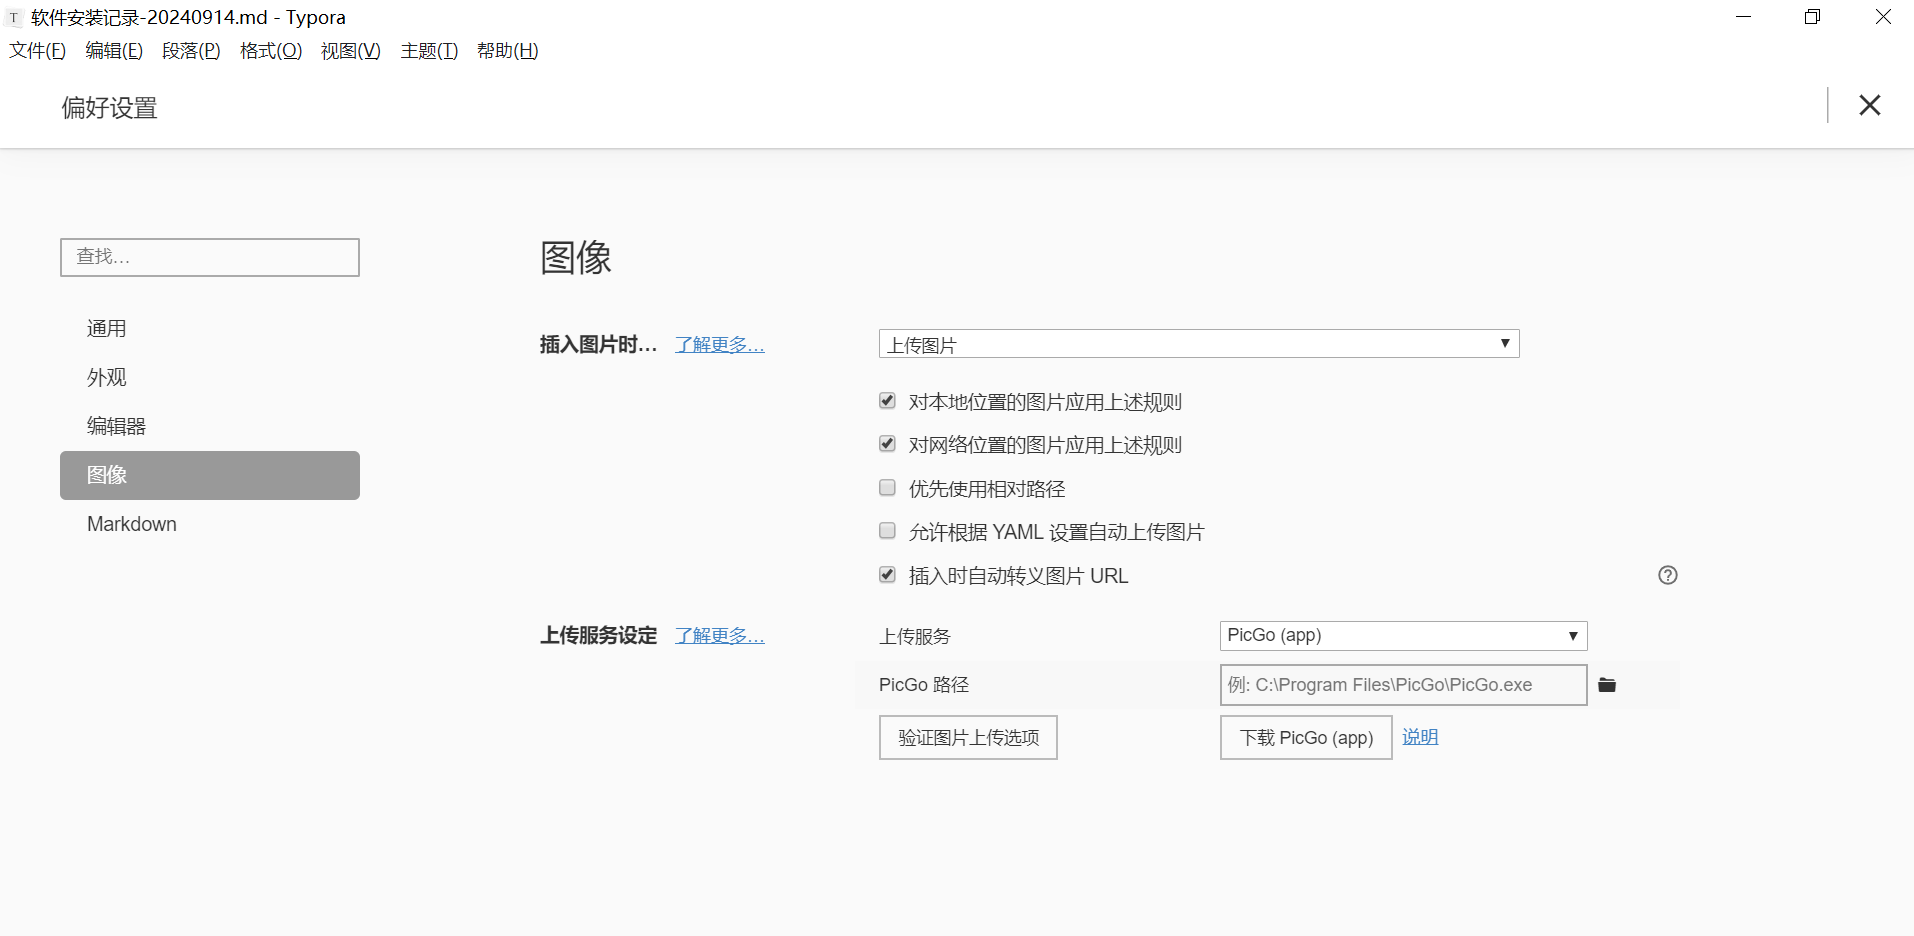 T 软件安装记录-20240914.md - Typora
文件(F) 编辑(E) 段落(P) 格式(O) 视图(V) 主题(T) 帮助(H)
偏好设置
查找...
通用
外观
编辑器
图像
Markdown
图像
插入图片时... 了解更多... 上传图片
对本地位置的图片应用上述规则
对网络位置的图片应用上述规则
优先使用相对路径
允许根据 YAML 设置自动上传图片
插入时自动转义图片 URL
上传服务设定 了解更多... 上传服务 PicGo (app)
PicGo 路径 例: C:\Program Files\PicGo\PicGo.exe
验证图片上传选项 下载 PicGo (app) 说明